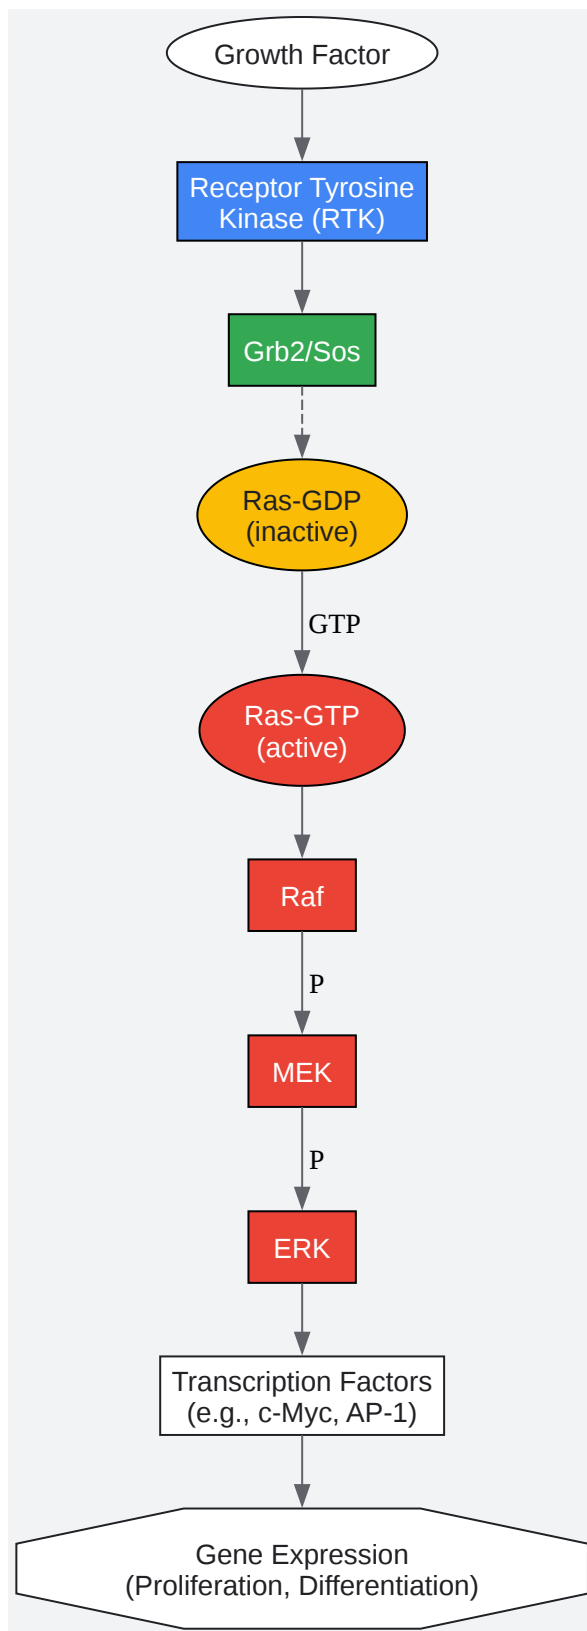 Growth Factor
Receptor Tyrosine
Kinase (RTK)
Grb2/Sos
Ras-GDP
(inactive)
GTP
Ras-GTP
(active)
Raf
P
MEK
P
ERK
Transcription Factors
(e.g., c-Myc, AP-1)
Gene Expression
(Proliferation, Differentiation)